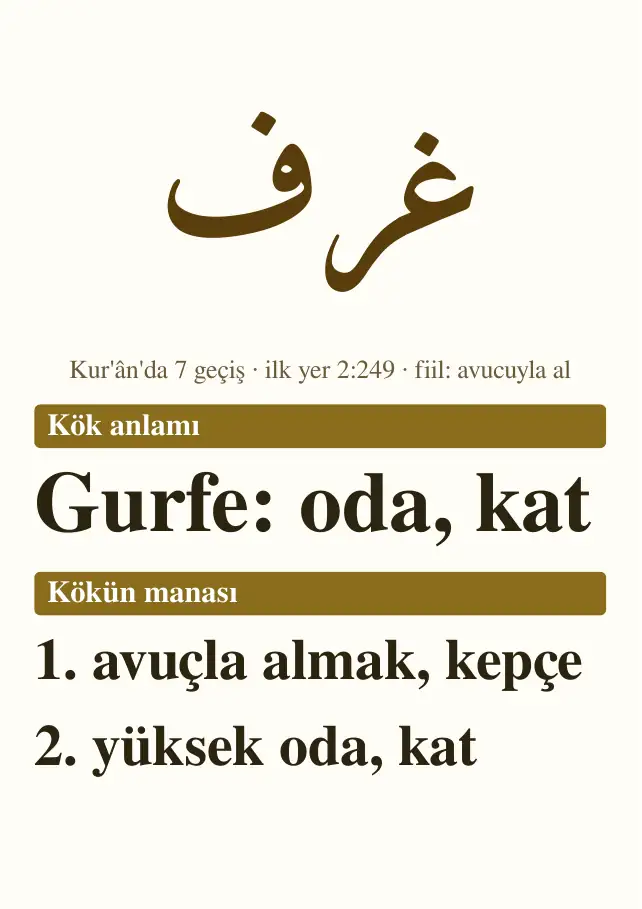 غرف
Kur'ân'da 7 geçiş · ilk yer 2:249 · fiil: avucuyla al
Kök anlamı
Gurfe: oda, kat
Kökün manası
1. avuçla almak, kepçe
2. yüksek oda, kat